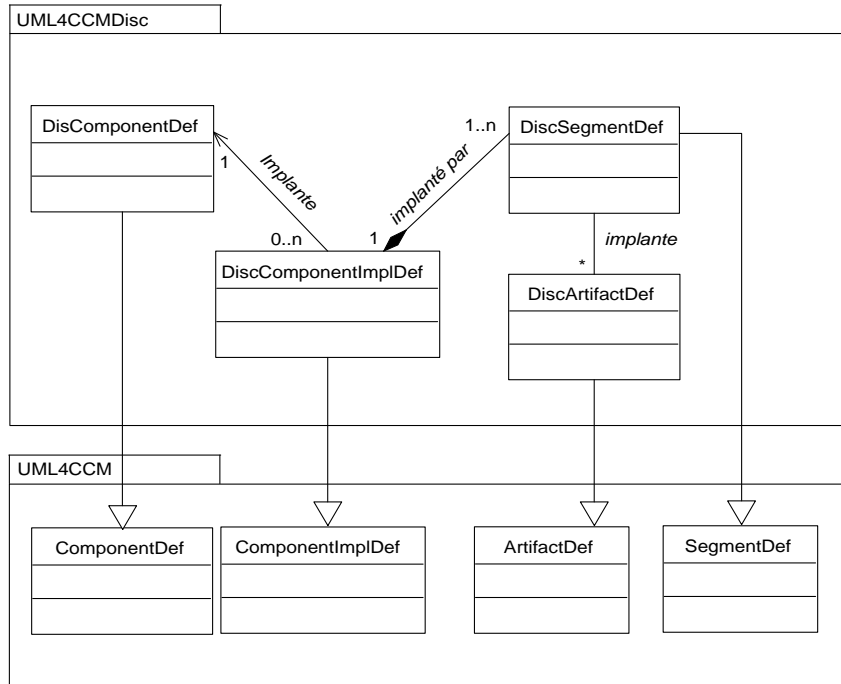 UML4CCMDisc
DisComponentDef
1
Implante
0..n
DiscComponentImplDef
1
implanté par
1..n
DiscSegmentDef
implante
*
DiscArtifactDef
UML4CCM
ComponentDef
ComponentImplDef
ArtifactDef
SegmentDef